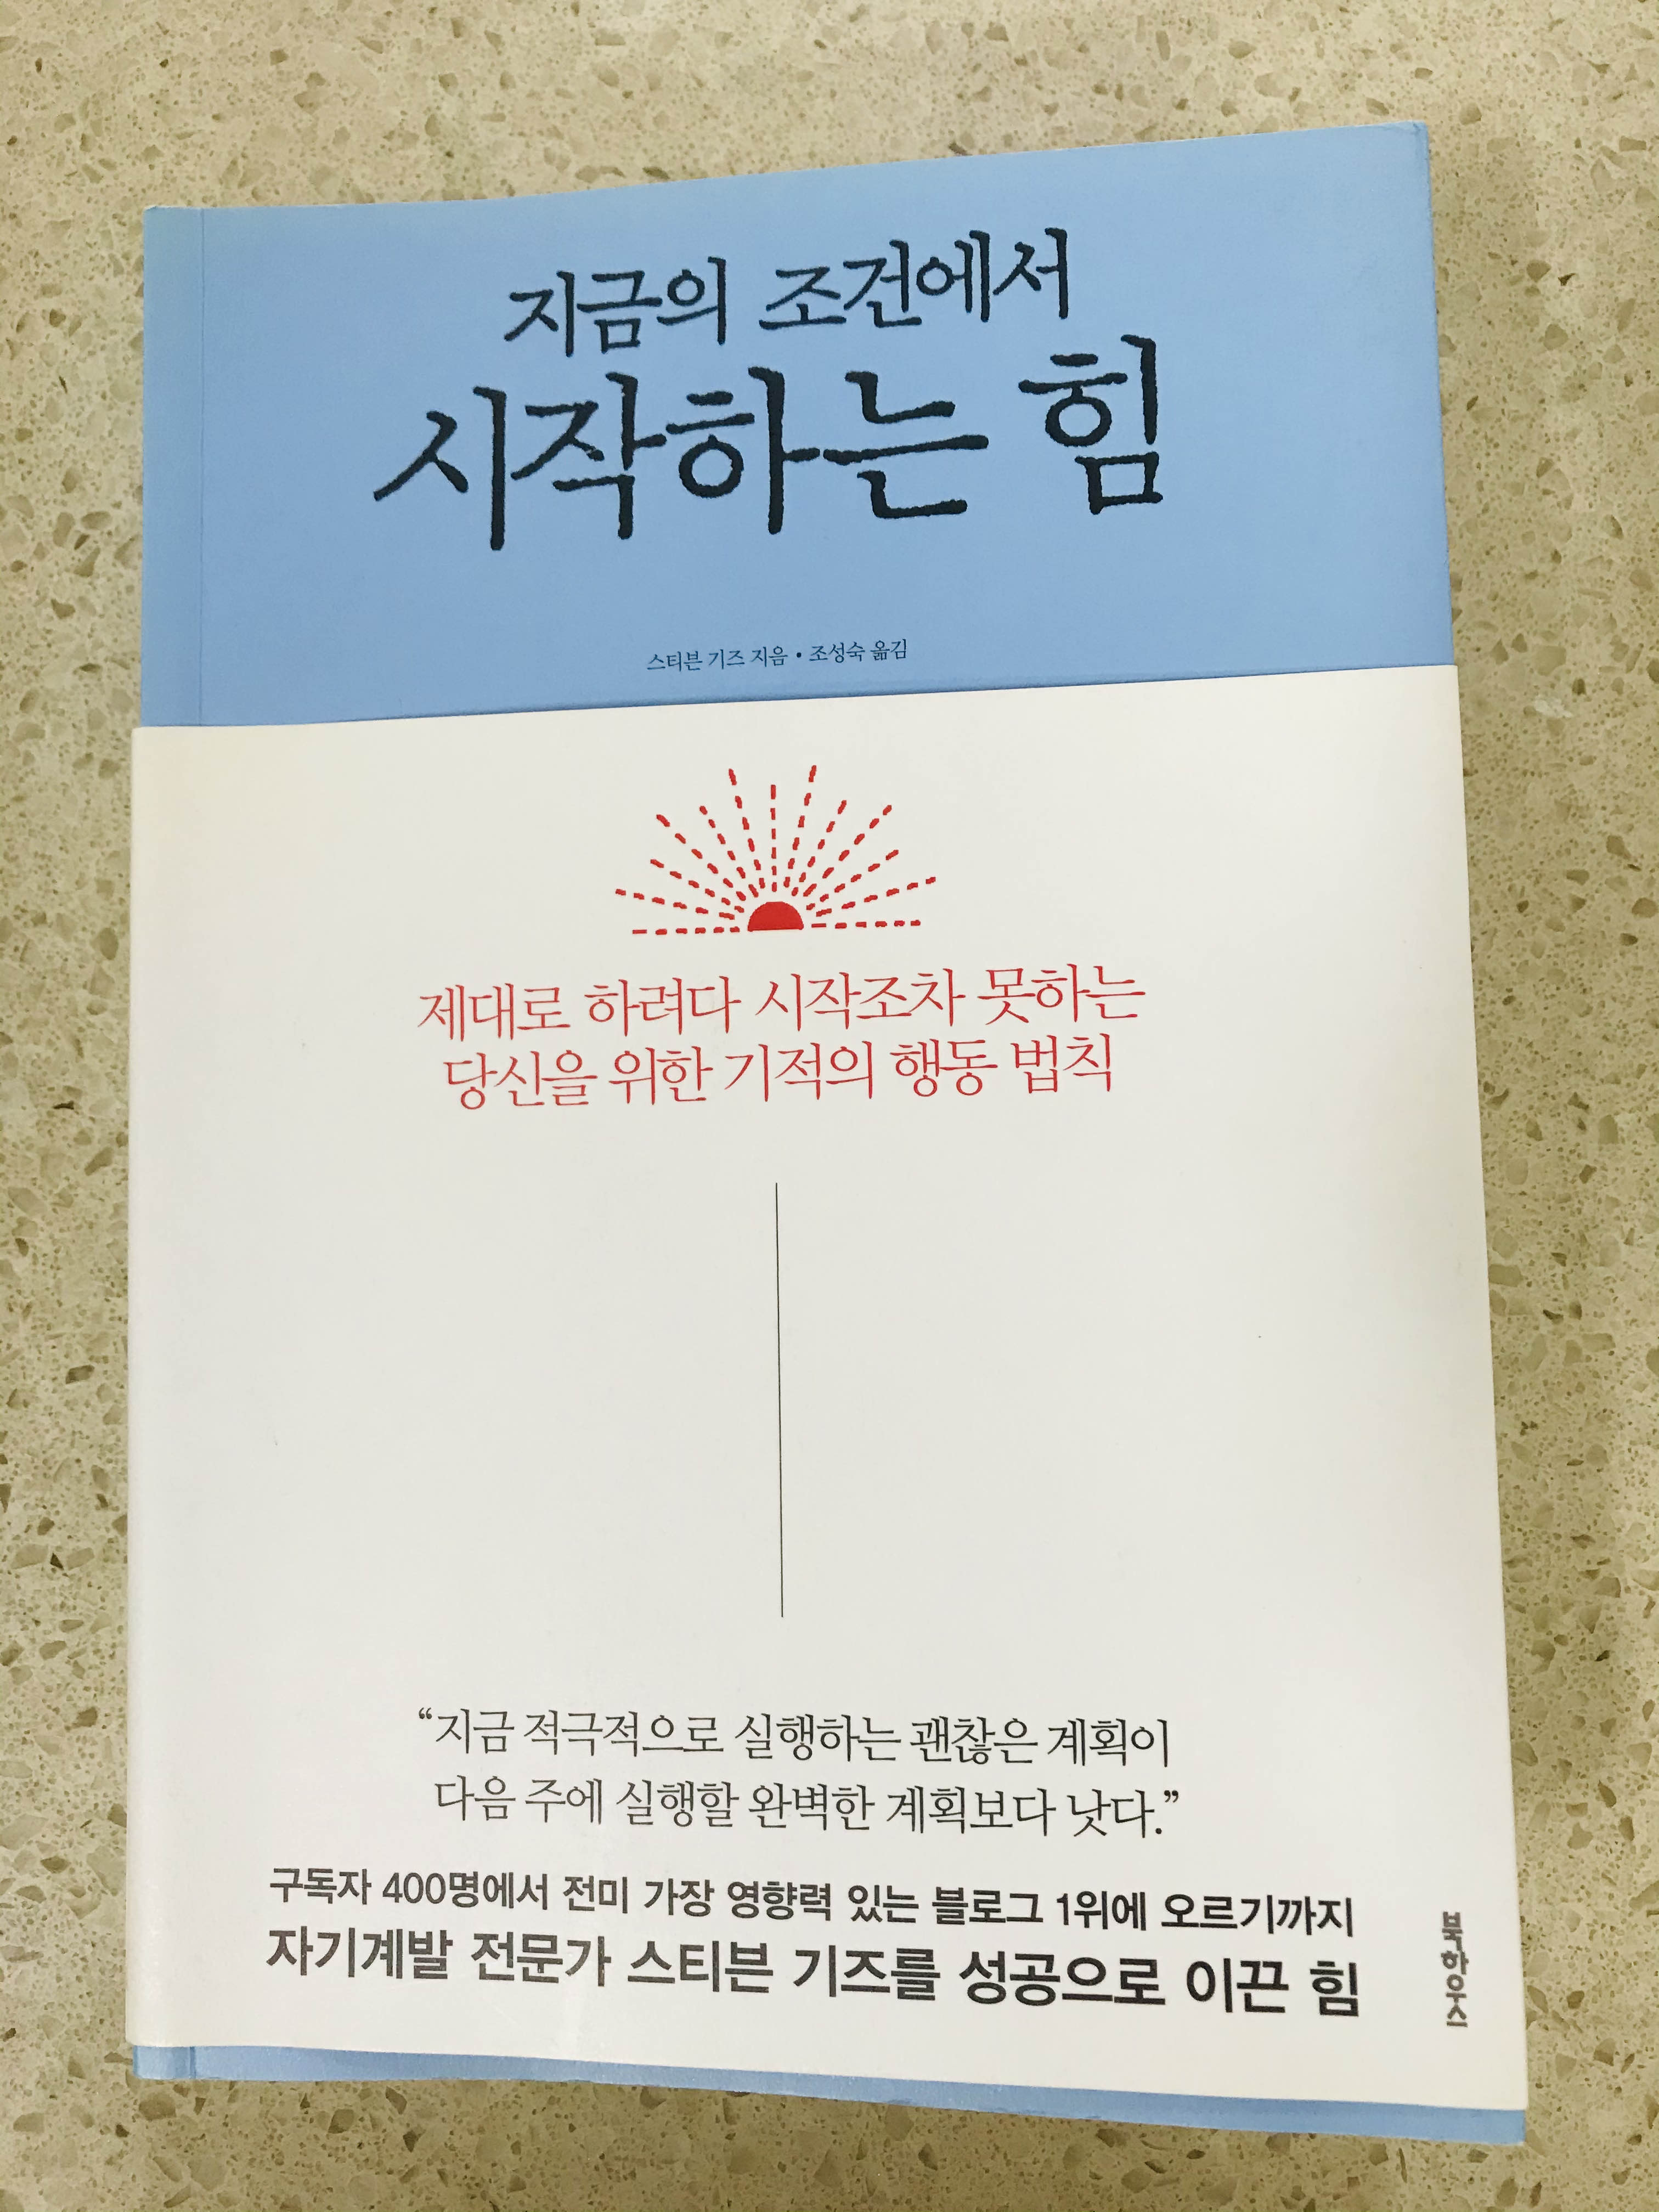 지금의 조건에서
시작하는 힘
스티븐 기즈 지음 • 조성숙 옮김
제대로 하려다 시작조차 못하는
당신을 위한 기적의 행동 법칙
“지금 적극적으로 실행하는 괜찮은 계획이
다음 주에 실행할 완벽한 계획보다 낫다.”
구독자 400명에서 전미 가장 영향력 있는 블로그 1위에 오르기까지
자기계발 전문가 스티븐 기즈를 성공으로 이끈 힘
북하우스